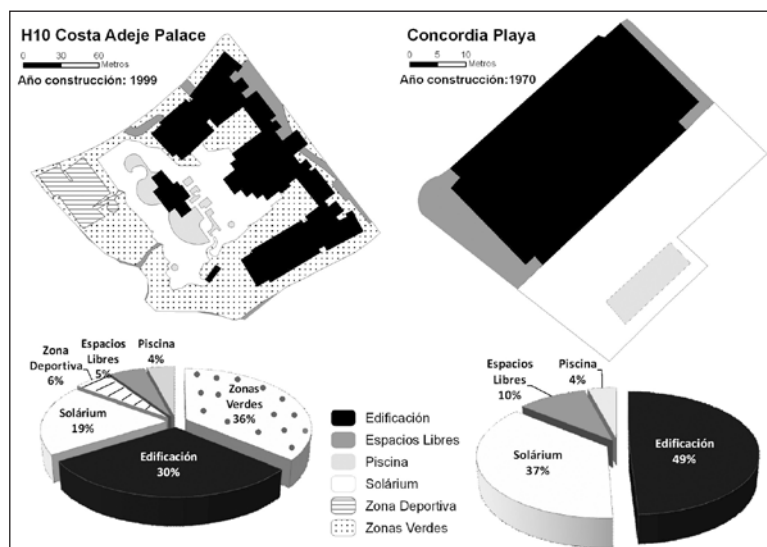 H10 Costa Adeje Palace
0 30 60
Metros
Año construcción: 1999
Concordia Playa
0 5 10
Metros
Año construcción:1970
Zona
Deportiva
6%
Espacios
Libres
5%
Piscina
4%
Zonas
Verdes
36%
Solárium
19%
Edificación
30%
Edificación
Espacios Libres
Piscina
Solárium
Zona Deportiva
Zonas Verdes
Espacios
Libres
10%
Piscina
4%
Edificación
49%
Solárium
37%